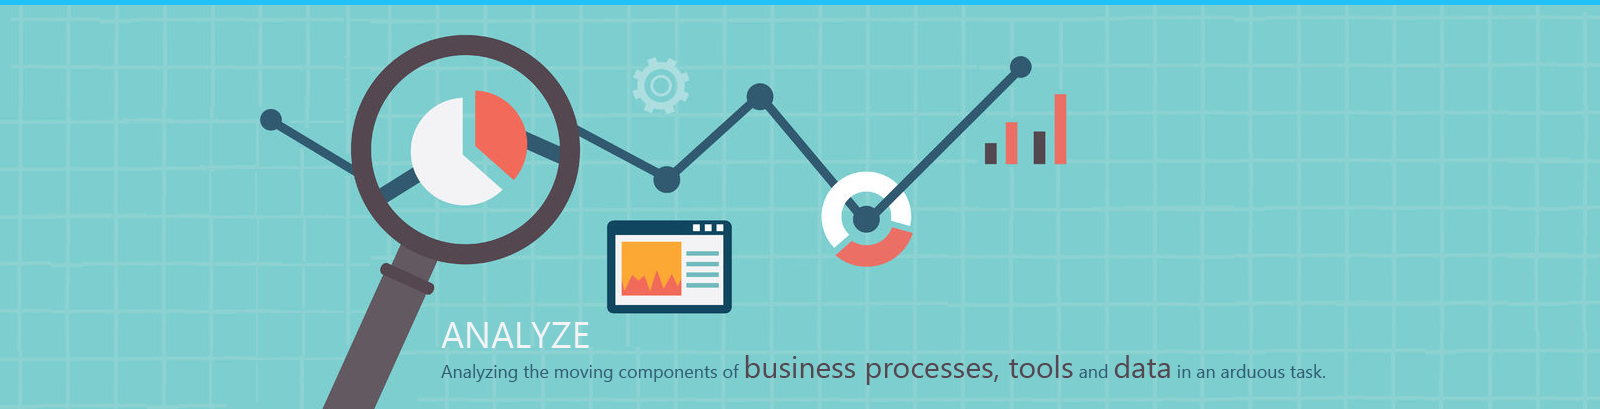 ANALYZE
Analyzing the moving components of business processes, tools and data in an arduous task.